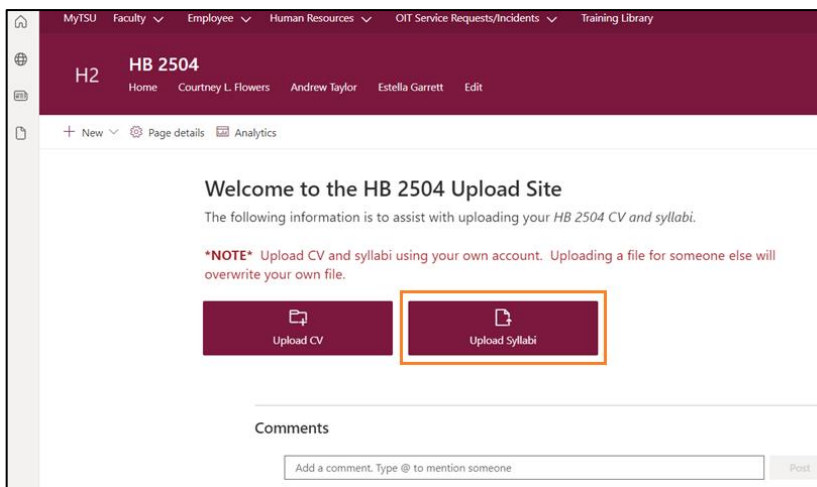 MyTSU Faculty Employee Human Resources OIT Service Requests/Incidents Training Library
H2
HB 2504
Home Courtney L. Flowers Andrew Taylor Estella Garrett Edit
+ New Page details Analytics
Welcome to the HB 2504 Upload Site
The following information is to assist with uploading your HB 2504 CV and syllabi.
*NOTE* Upload CV and syllabi using your own account. Uploading a file for someone else will
overwrite your own file.
Upload CV Upload Syllabi
Comments
Add a comment. Type @ to mention someone Post